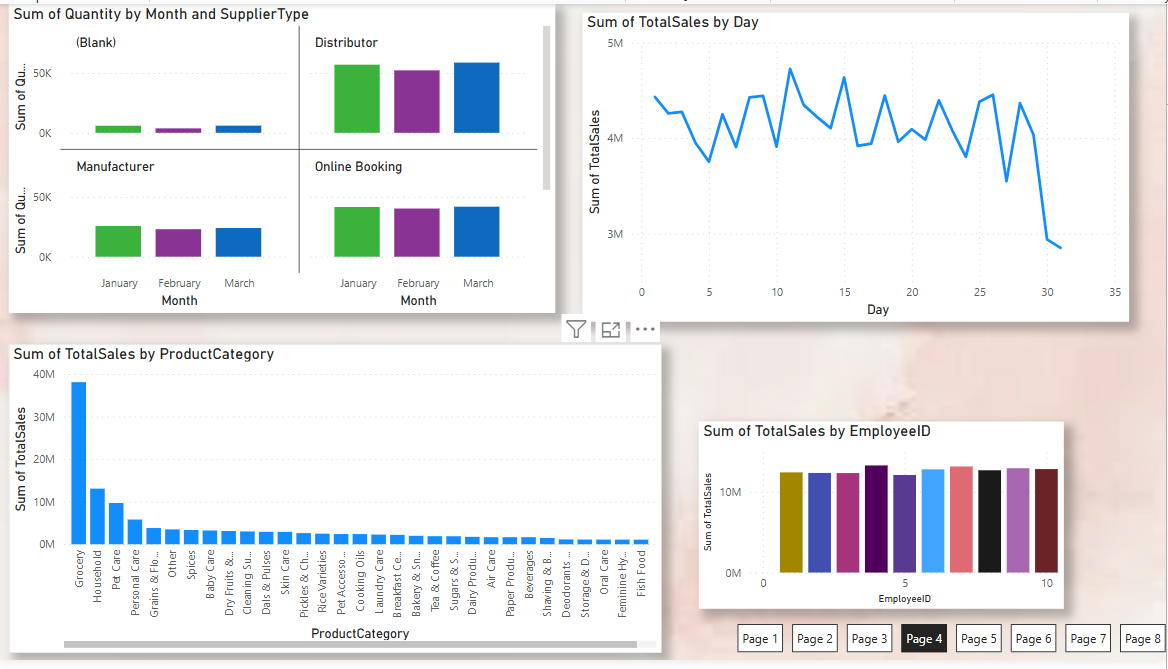 Sum of Quantity by Month and SupplierType
(Blank)
Distributor
50K
0K
Sum of Qu...
Manufacturer
Online Booking
50K
0K
Sum of Qu...
January February March
January February March
Month
Month
Sum of TotalSales by Day
5M
4M
3M
Sum of TotalSales
0 5 10 15 20 25 30 35
Day
Sum of TotalSales by ProductCategory
40M
30M
20M
10M
0M
Sum of TotalSales
Grocery
Household
Pet Care
Personal Care
Grains & Flo...
Other
Spices
Baby Care
Dry Fruits &...
Cleaning Su...
Dals & Pulses
Skin Care
Pickles & Ch...
Rice Varieties
Pet Accesso...
Cooking Oils
Laundry Care
Breakfast Ce...
Bakery & Sn...
Tea & Coffee
Sugars & S...
Dairy Produ...
Air Care
Paper Produ...
Beverages
Shaving & B...
Deodorants ...
Storage & D...
Oral Care
Feminine Hy...
Fish Food
ProductCategory
Sum of TotalSales by EmployeeID
10M
0M
Sum of TotalSales
0 5 10
EmployeeID
Page 1 Page 2 Page 3 Page 4 Page 5 Page 6 Page 7 Page 8